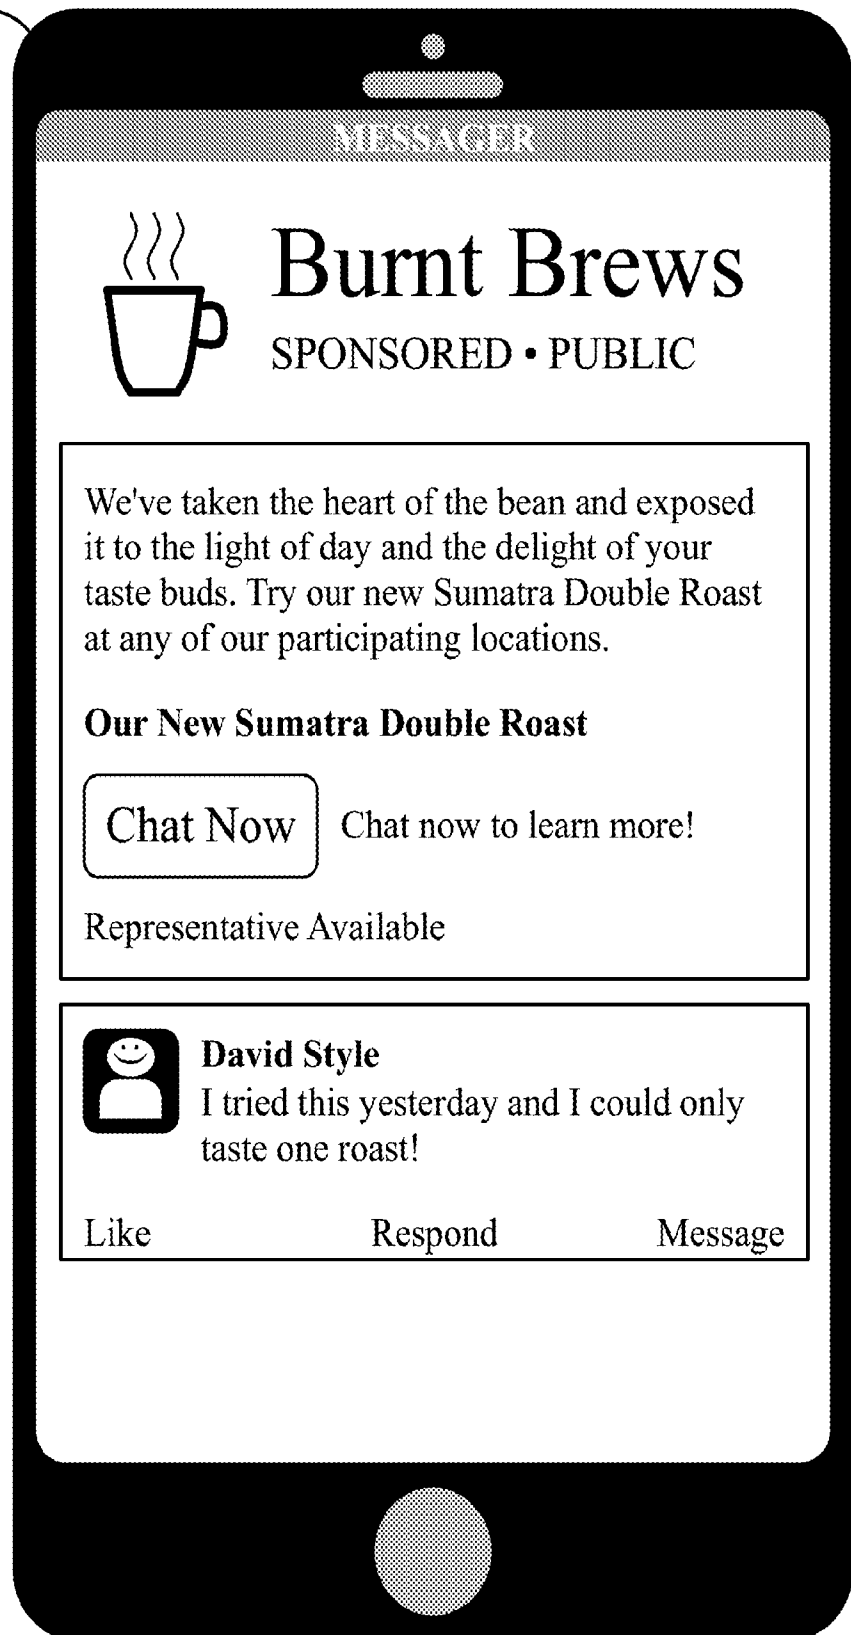 MESSAGER
Burnt Brews
SPONSORED • PUBLIC
We've taken the heart of the bean and exposed
it to the light of day and the delight of your
taste buds. Try our new Sumatra Double Roast
at any of our participating locations.
Our New Sumatra Double Roast
Chat Now Chat now to learn more!
Representative Available
David Style
I tried this yesterday and I could only
taste one roast!
Like Respond Message